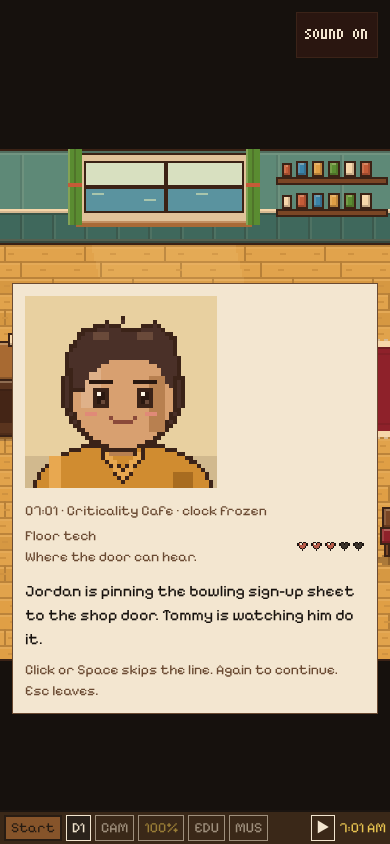 SOUND ON
07:01 · Criticality Cafe · clock frozen
Floor tech
Where the door can hear.
Jordan is pinning the bowling sign-up sheet
to the shop door. Tommy is watching him do
it.
Click or Space skips the line. Again to continue.
Esc leaves.
Start D1 CAM 100% EDU MUS 7:01 AM